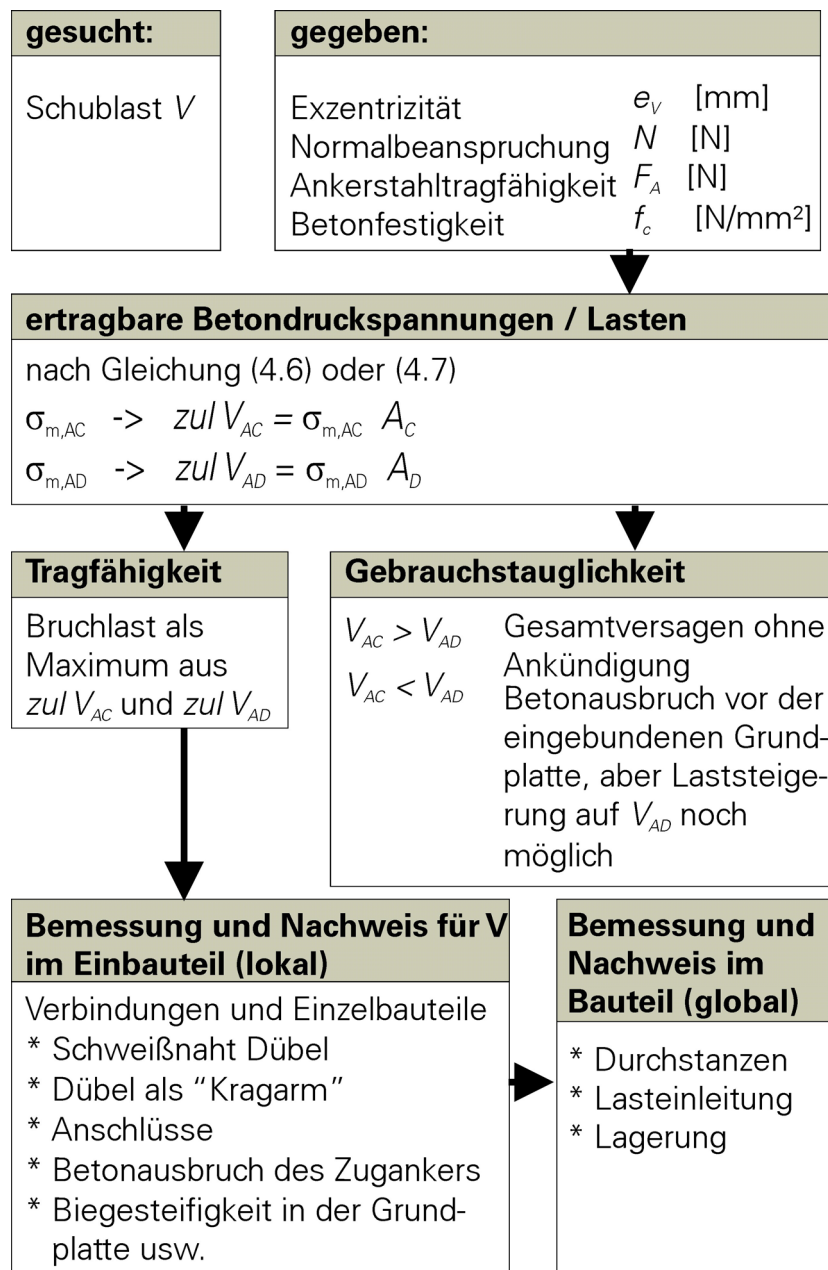 gesucht:
Schublast V
gegeben:
Exzentrizität e_V [mm]
Normalbeanspruchung N [N]
Ankerstahltragfähigkeit F_A [N]
Betonfestigkeit f_c [N/mm²]
ertragbare Betondruckspannungen / Lasten
nach Gleichung (4.6) oder (4.7)
σ_m,AC -> zul V_AC = σ_m,AC A_C
σ_m,AD -> zul V_AD = σ_m,AD A_D
Tragfähigkeit
Bruchlast als
Maximum aus
zul V_AC und zul V_AD
Gebrauchstauglichkeit
V_AC > V_AD Gesamtversagen ohne
Ankündigung
V_AC < V_AD Betonausbruch vor der
eingebundenen Grund-
platte, aber Laststeige-
rung auf V_AD noch
möglich
Bemessung und Nachweis für V
im Einbauteil (lokal)
Verbindungen und Einzelbauteile
* Schweißnaht Dübel
* Dübel als “Kragarm”
* Anschlüsse
* Betonausbruch des Zugankers
* Biegesteifigkeit in der Grund-
platte usw.
Bemessung und
Nachweis im
Bauteil (global)
* Durchstanzen
* Lasteinleitung
* Lagerung